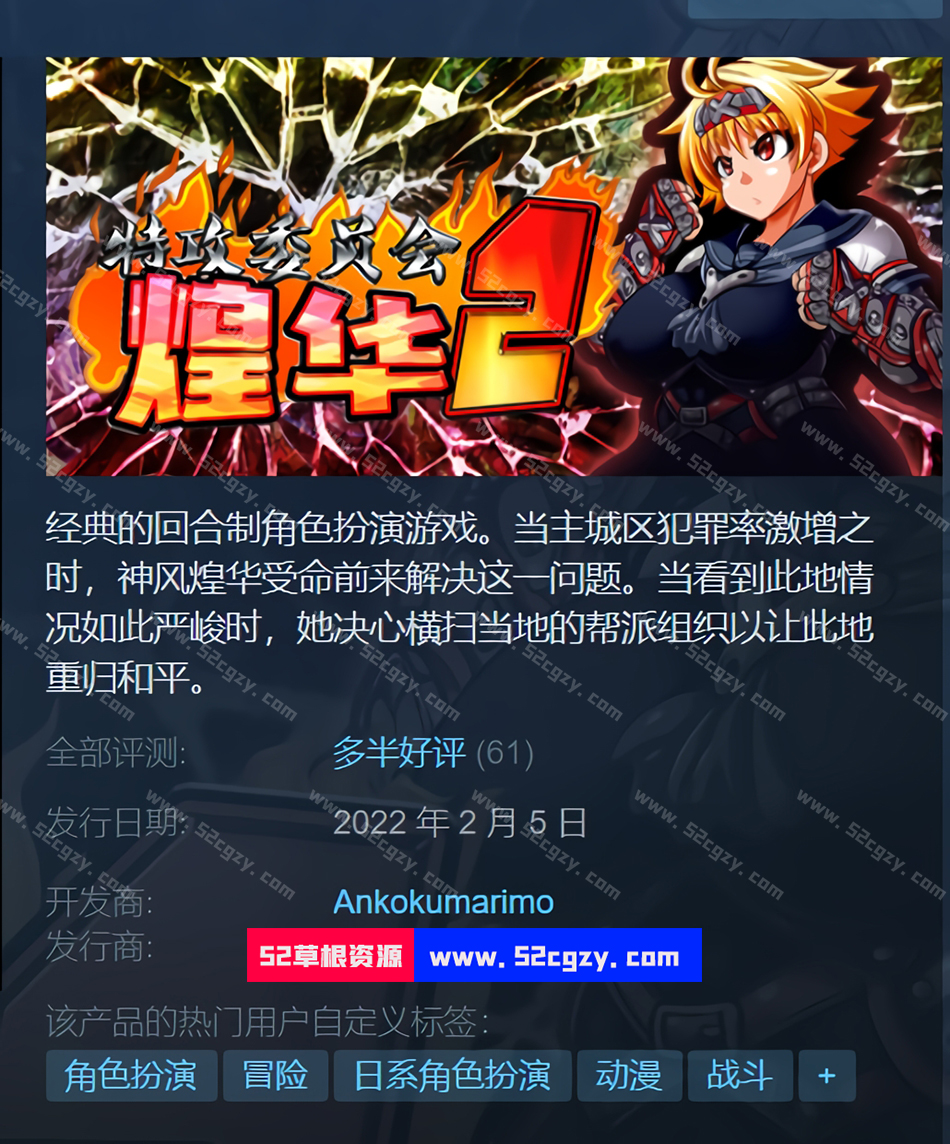 特攻委员会
煌华2
经典的回合制角色扮演游戏。当主城区犯罪率激增之
时，神风煌华受命前来解决这一问题。当看到此地情
况如此严峻时，她决心横扫当地的帮派组织以让此地
重归和平。
全部评测: 多半好评 (61)
发行日期: 2022 年 2 月 5 日
开发商: Ankokumarimo
发行商:
52草根资源 www.52cgzy.com
该产品的热门用户自定义标签:
角色扮演 冒险 日系角色扮演 动漫 战斗 +
www.52cgzy.com